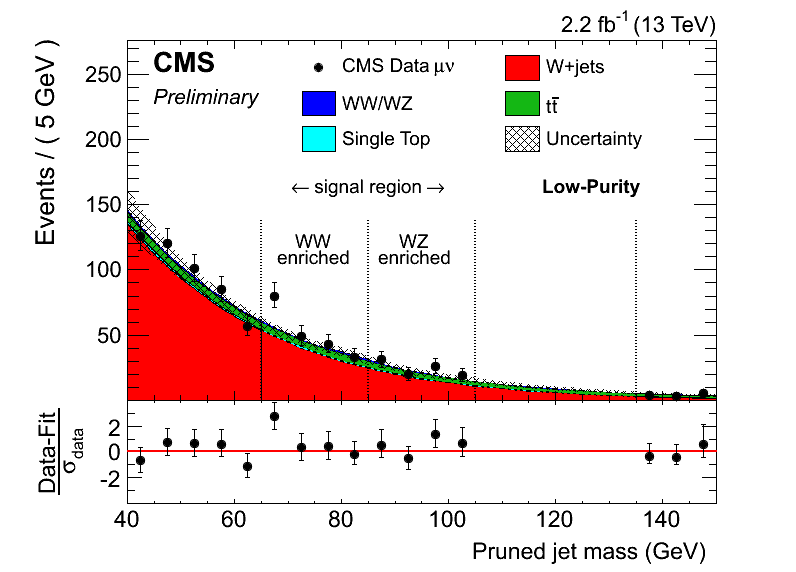 2.2 fb⁻¹ (13 TeV)
Events / ( 5 GeV )
250
200
150
100
50
CMS
Preliminary
CMS Data μν
WW/WZ
Single Top
W+jets
tt̄
Uncertainty
← signal region →
Low-Purity
WW
enriched
WZ
enriched
Data-Fit
σdata
2
0
-2
40
60
80
100
120
140
Pruned jet mass (GeV)